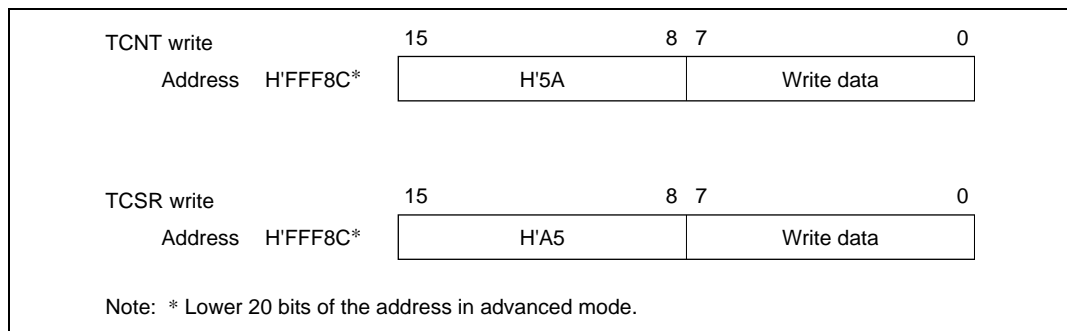 TCNT write 15 8 7 0
Address H'FFF8C* H'5A Write data
TCSR write 15 8 7 0
Address H'FFF8C* H'A5 Write data
Note: * Lower 20 bits of the address in advanced mode.